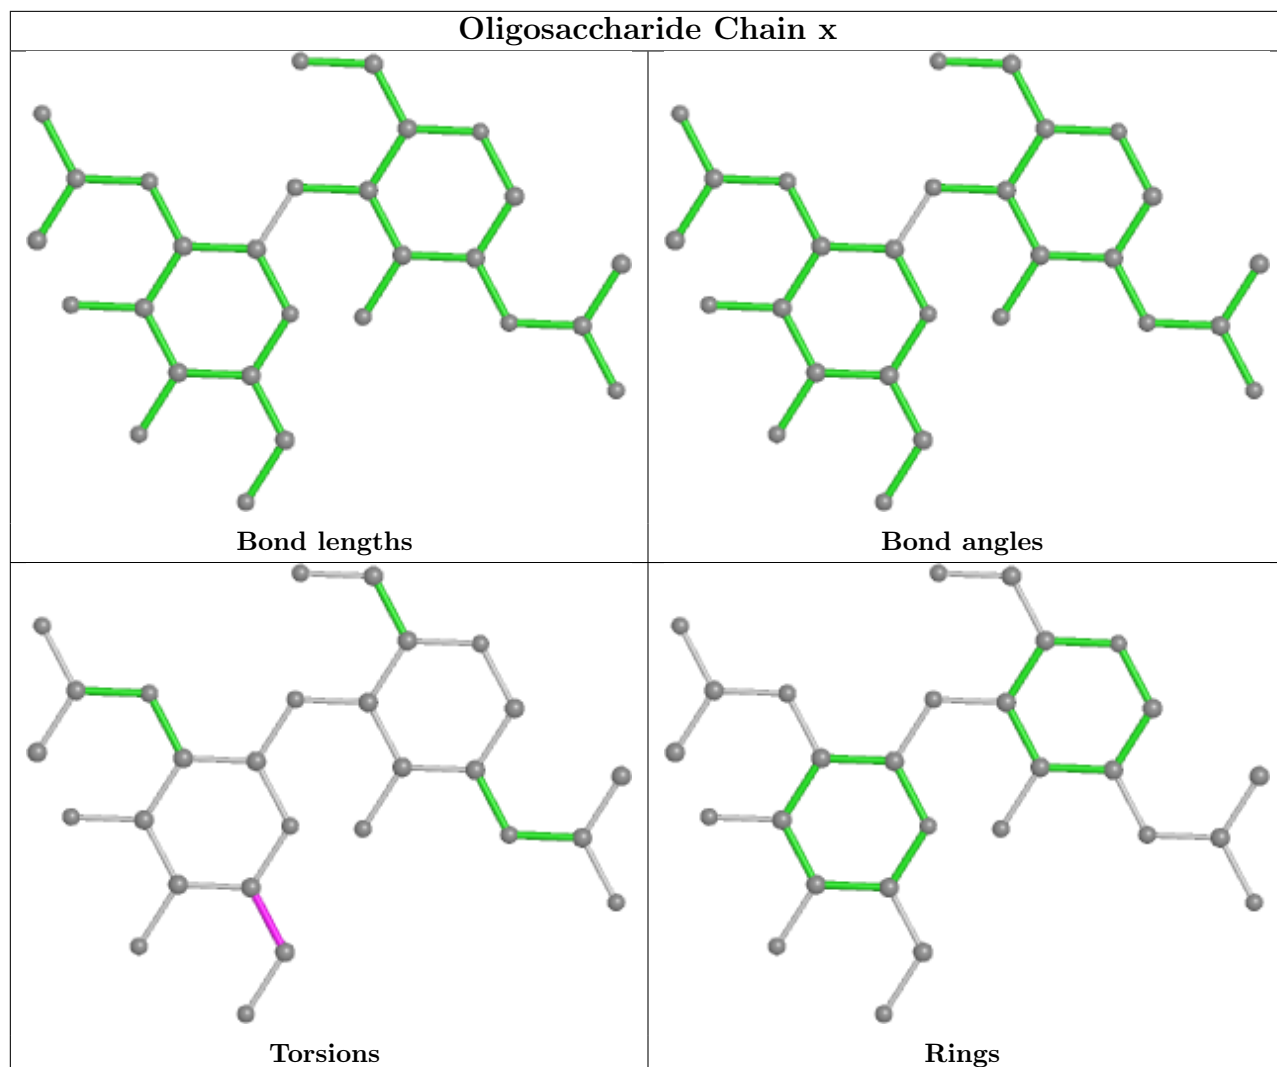 Oligosaccharide Chain x
Bond lengths
Bond angles
Torsions
Rings